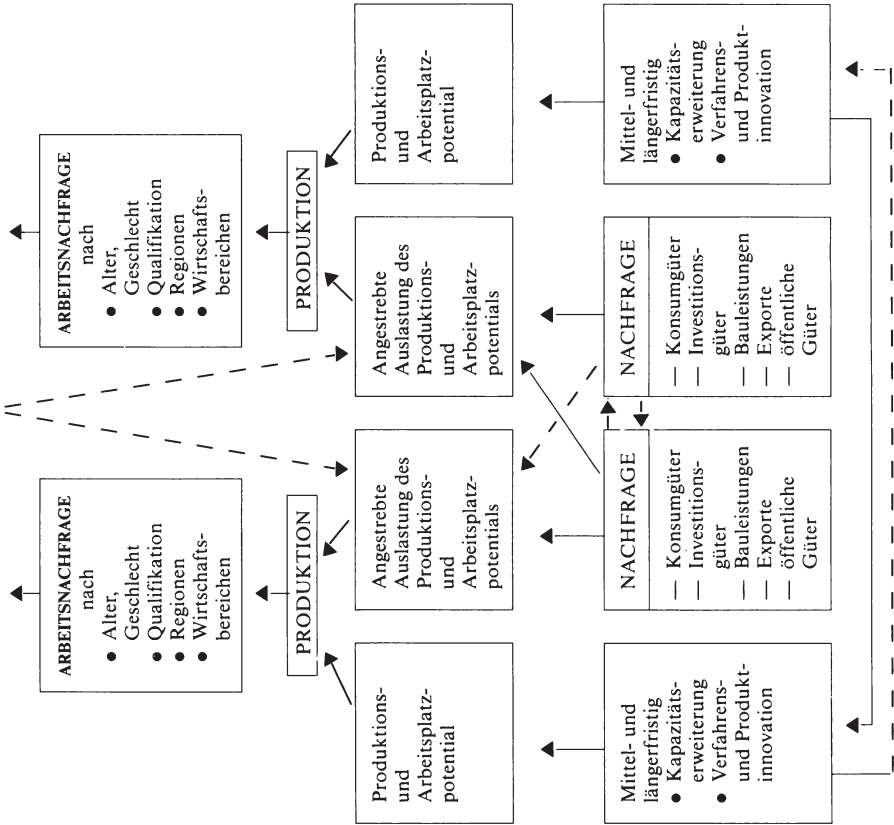 ARBEITSNACHFRAGE
nach
● Alter,
Geschlecht
● Qualifikation
● Regionen
● Wirtschafts-
bereichen
PRODUKTION
Produktions-
und
Arbeitsplatz-
potential
Angestrebte
Auslastung des
Produktions-
und
Arbeitsplatz-
potentials
Mittel- und
längerfristig
● Kapazitäts-
erweiterung
● Verfahrens-
und Produkt-
innovation
NACHFRAGE
— Konsumgüter
— Investitions-
güter
— Bauleistungen
— Exporte
— öffentliche
Güter
ARBEITSNACHFRAGE
nach
● Alter,
Geschlecht
● Qualifikation
● Regionen
● Wirtschafts-
bereichen
PRODUKTION
Angestrebte
Auslastung des
Produktions-
und
Arbeitsplatz-
potentials
Produktions-
und
Arbeitsplatz-
potential
NACHFRAGE
— Konsumgüter
— Investitions-
güter
— Bauleistungen
— Exporte
— öffentliche
Güter
Mittel- und
längerfristig
● Kapazitäts-
erweiterung
● Verfahrens-
und Produkt-
innovation